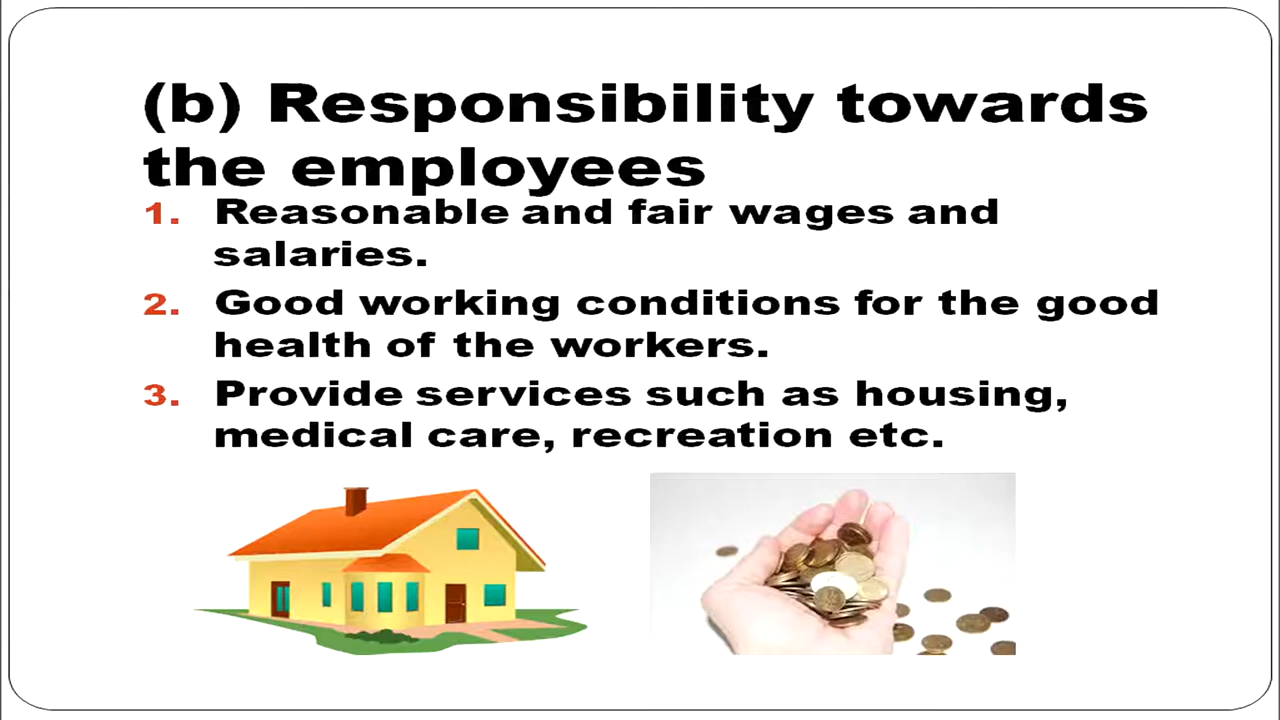 (b) Responsibility towards
the employees
1. Reasonable and fair wages and
salaries.
2. Good working conditions for the good
health of the workers.
3. Provide services such as housing,
medical care, recreation etc.